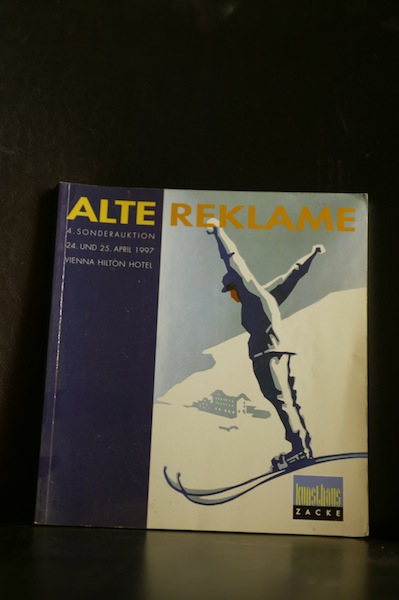 ALTE REKLAME
4. SONDERAUKTION
24. UND 25. APRIL 1997
VIENNA HILTON HOTEL
kunsthaus
ZACKE